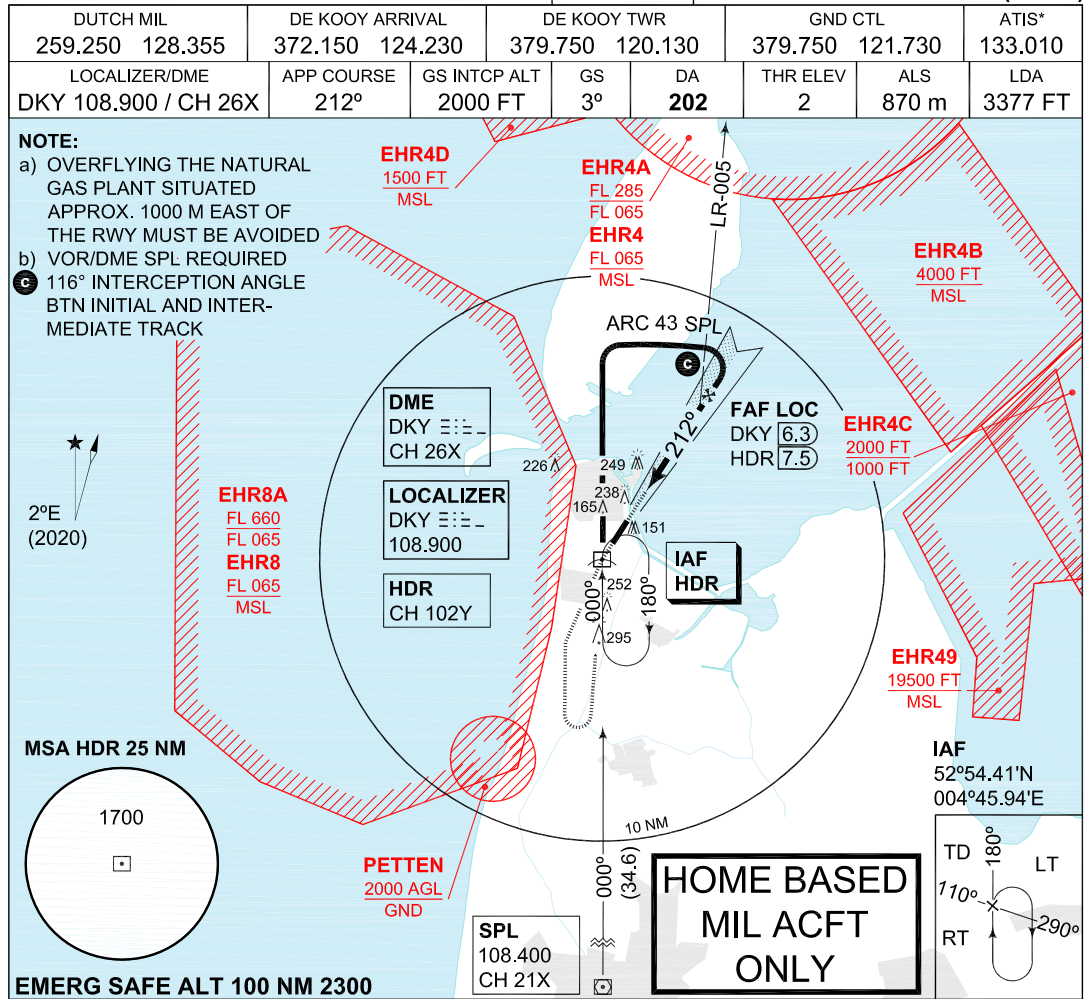 DUTCH MIL
259.250 128.355
DE KOOY ARRIVAL
372.150 124.230
DE KOOY TWR
379.750 120.130
GND CTL
379.750 121.730
ATIS*
133.010
LOCALIZER/DME
DKY 108.900 / CH 26X
APP COURSE
212º
GS INTCP ALT
2000 FT
GS
3º
DA
202
THR ELEV
2
ALS
870 m
LDA
3377 FT
NOTE:
a) OVERFLYING THE NATURAL
GAS PLANT SITUATED
APPROX. 1000 M EAST OF
THE RWY MUST BE AVOIDED
b) VOR/DME SPL REQUIRED
C 116° INTERCEPTION ANGLE
BTN INITIAL AND INTER-
MEDIATE TRACK
EHR4D
1500 FT
MSL
EHR4A
FL 285
FL 065
EHR4
FL 065
MSL
LR-005
EHR4B
4000 FT
MSL
ARC 43 SPL
C
212º
DME
DKY
CH 26X
FAF LOC
DKY 6.3
HDR 7.5
EHR4C
2000 FT
1000 FT
226
249
238
165
151
LOCALIZER
DKY
108.900
2ºE
(2020)
EHR8A
FL 660
FL 065
EHR8
FL 065
MSL
HDR
CH 102Y
IAF
HDR
000º
252
180º
295
EHR49
19500 FT
MSL
MSA HDR 25 NM
1700
IAF
52º54.41'N
004º45.94'E
10 NM
000º
(34.6)
PETTEN
2000 AGL
GND
HOME BASED
MIL ACFT
ONLY
TD
180º
LT
110º
290º
RT
SPL
108.400
CH 21X
EMERG SAFE ALT 100 NM 2300